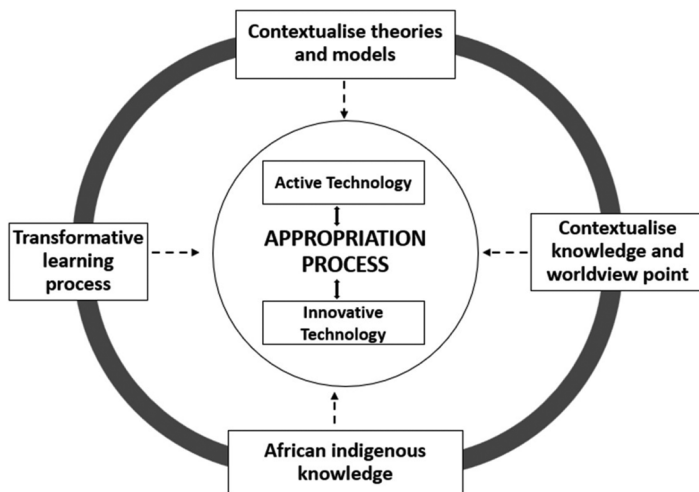 Contextualise theories
and models
Active Technology
APPROPRIATION
PROCESS
Innovative
Technology
Transformative
learning
process
Contextualise
knowledge and
worldview point
African indigenous
knowledge